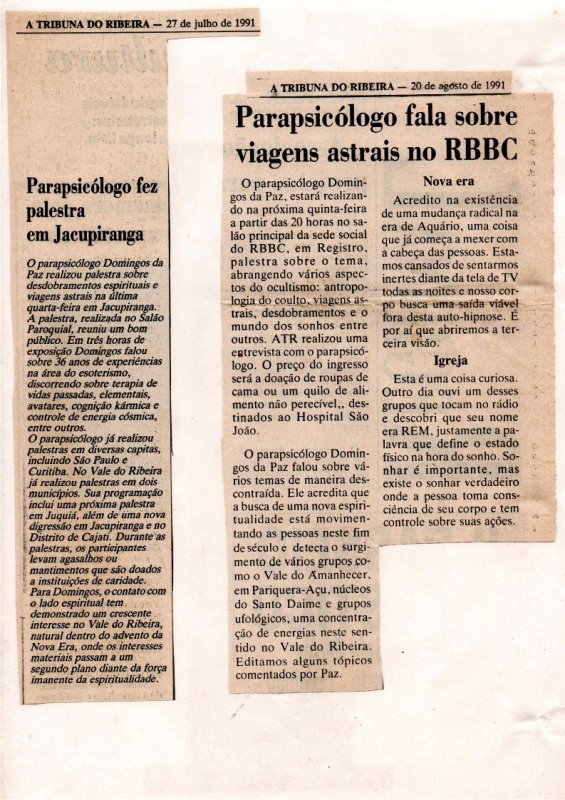 A TRIBUNA DO RIBEIRA — 27 de julho de 1991
Parapsicólogo fez
palestra
em Jacupiranga
O parapsicólogo Domingos da
Paz realizou palestra sobre
desdobramentos espirituais e
viagens astrais na última
quarta-feira em Jacupiranga.
A palestra, realizada no Salão
Paroquial, reuniu um bom
público. Em três horas de
exposição Domingos falou
sobre 36 anos de experiências
na área do esoterismo,
discorrendo sobre terapia de
vidas passadas, elementais,
avatares, cognição kármica e
controle de energia cósmica,
entre outros.
O parapsicólogo já realizou
palestras em diversas capitas,
incluindo São Paulo e
Curitiba. No Vale do Ribeira
já realizou palestras em dois
municípios. Sua programação
inclui uma próxima palestra
em Juquiá, além de uma nova
digressão em Jacupiranga e no
Distrito de Cajati. Durante as
palestras, os participantes
levam agasalhos ou
mantimentos que são doados
a instituições de caridade.
Para Domingos, o contato com
o lado espiritual tem
demonstrado um crescente
interesse no Vale do Ribeira,
natural dentro do advento da
Nova Era, onde os interesses
materiais passam a um
segundo plano diante da força
imanente da espiritualidade.
A TRIBUNA DO RIBEIRA — 20 de agosto de 1991
Parapsicólogo fala sobre
viagens astrais no RBBC
O parapsicólogo Domin-
gos da Paz, estará realizan-
do na próxima quinta-feira
a partir das 20 horas no sa-
lão principal da sede social
do RBBC, em Registro,
palestra sobre o tema,
abrangendo vários aspec-
tos do ocultismo: antropo-
logia do coulto, viagens as-
trais, desdobramentos e o
mundo dos sonhos entre
outros. ATR realizou uma
entrevista com o parapsicó-
logo. O preço do ingresso
será a doação de roupas de
cama ou um quilo de ali-
mento não perecível,, des-
tinados ao Hospital São
João.
O parapsicólogo Domin-
gos da Paz falou sobre vá-
rios temas de maneira des-
contraída. Ele acredita que
a busca de uma nova espiri-
tualidade está movimen-
tando as pessoas neste fim
de século e detecta o surgi-
mento de vários grupos co-
mo o Vale do Amanhecer,
em Pariquera-Açu, núcleos
do Santo Daime e grupos
ufológicos, uma concentra-
ção de energias neste sen-
tido no Vale do Ribeira.
Editamos alguns tópicos
comentados por Paz.
Nova era
Acredito na existência
de uma mudança radical na
era de Aquário, uma coisa
que já começa a mexer com
a cabeça das pessoas. Esta-
mos cansados de sentarmos
inertes diante da tela de TV
todas as noites e nosso cor-
po busca uma saída viável
fora desta auto-hipnose. É
por aí que abriremos a ter-
ceira visão.
Igreja
Esta é uma coisa curiosa.
Outro dia ouvi um desses
grupos que tocam no rádio
e descobri que seu nome
era REM, justamente a pa-
lavra que define o estado
físico na hora do sonho. So-
nhar é importante, mas
existe o sonhar verdadeiro
onde a pessoa toma cons-
ciência de seu corpo e tem
controle sobre suas ações.